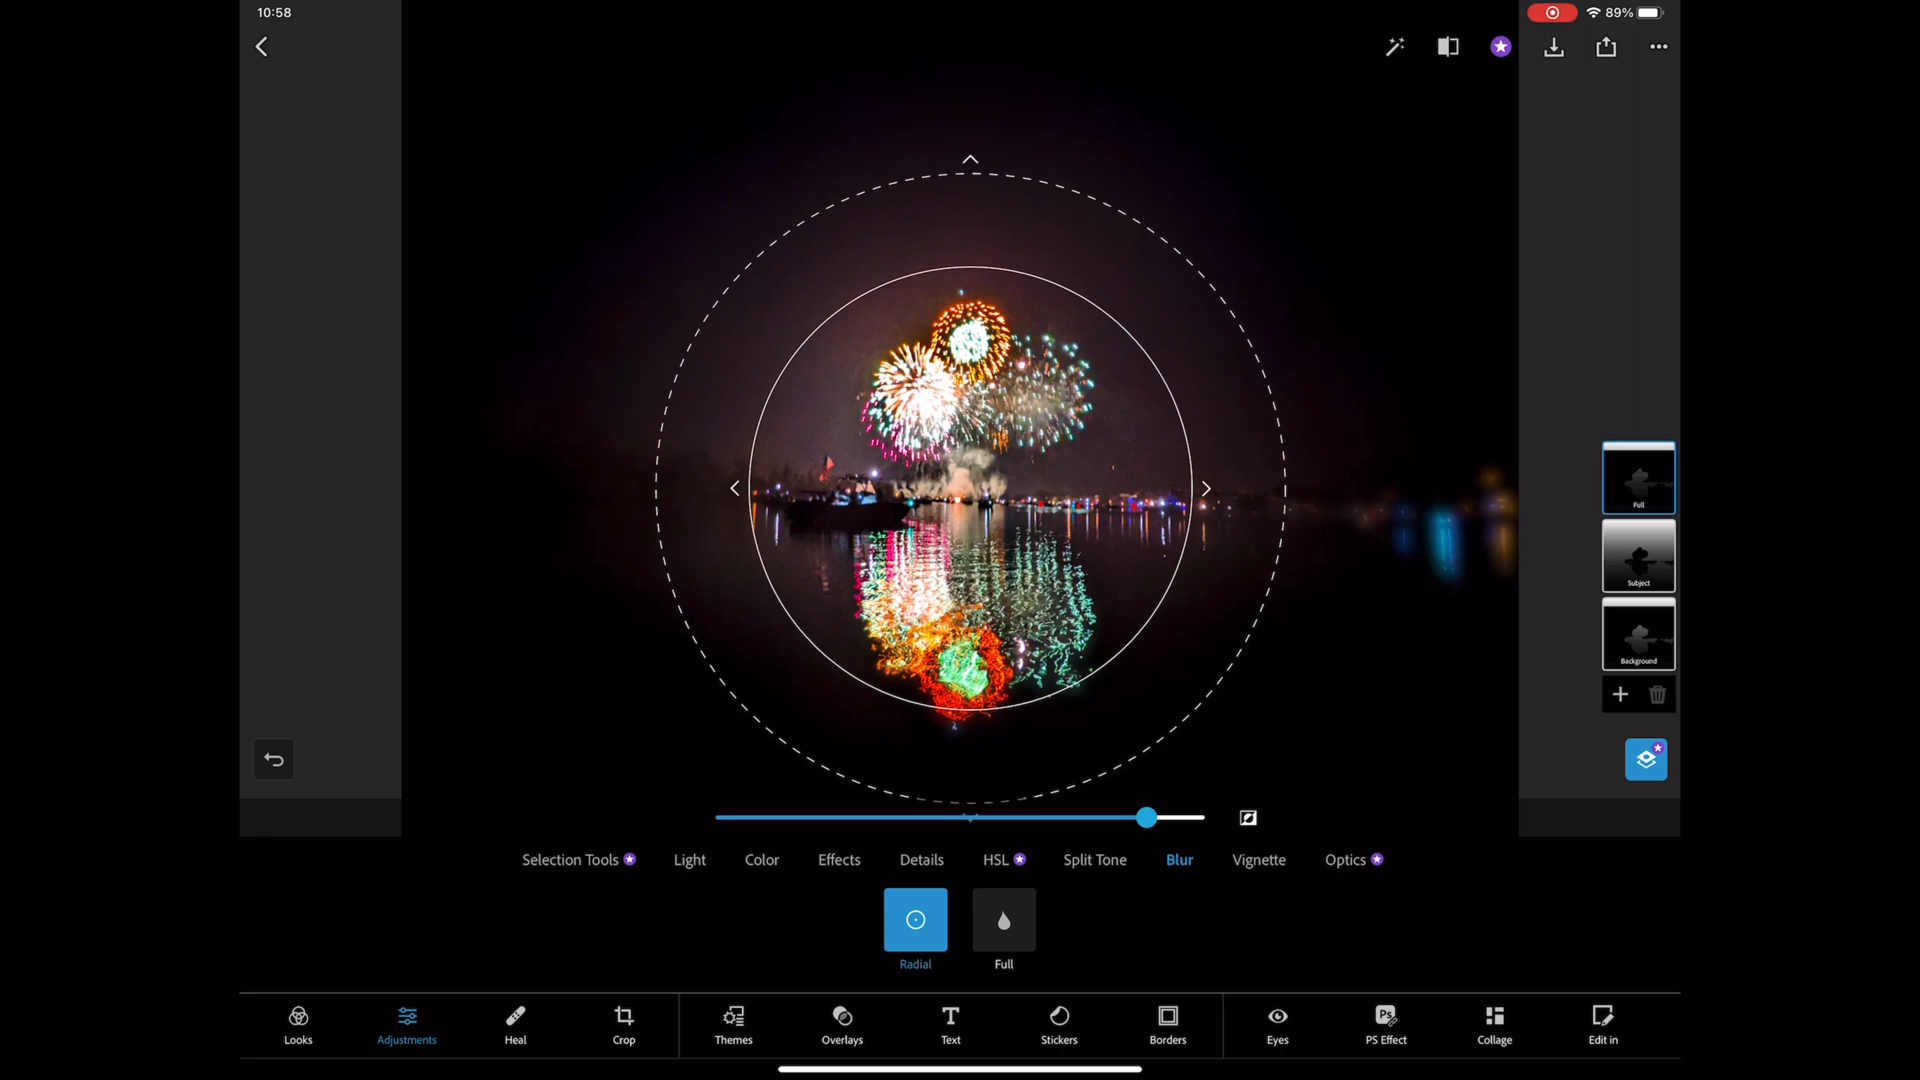 10:58
89%
Full
Subject
Background
Selection Tools Light Color Effects Details HSL Split Tone Blur Vignette Optics
Radial Full
Looks Adjustments Heal Crop Themes Overlays Text Stickers Borders Eyes PS Effect Collage Edit in